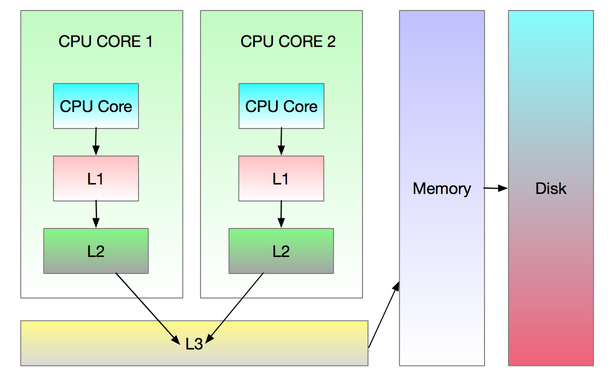 CPU CORE 1
CPU Core
L1
L2
CPU CORE 2
CPU Core
L1
L2
L3
Memory
Disk